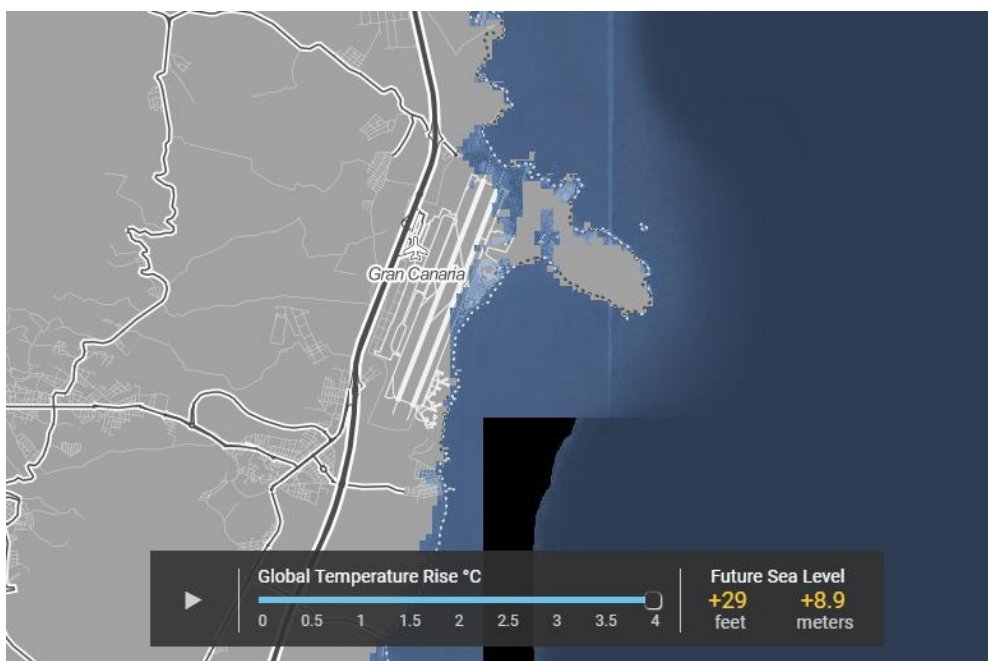 Gran Canaria
Global Temperature Rise °C
0 0.5 1 1.5 2 2.5 3 3.5 4
Future Sea Level
+29 +8.9
feet meters